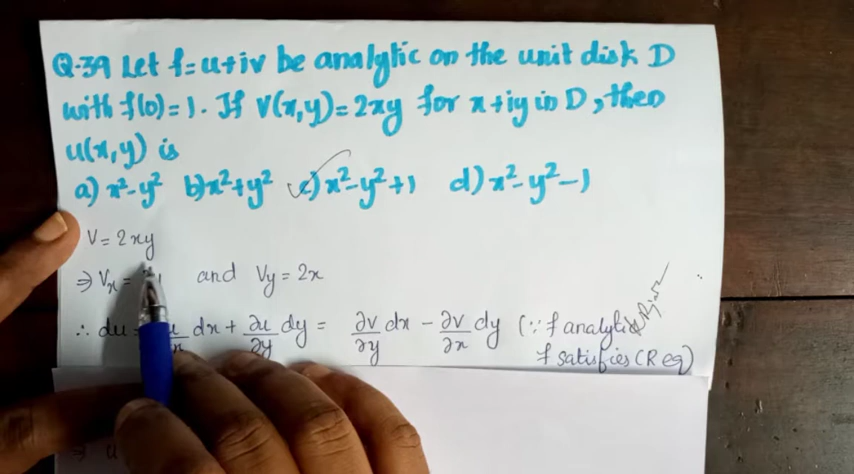 Q-39 Let f=u+iv be analytic on the unit disk D
with f(0)=1. If V(x,y)=2xy for x+iy in D, then
u(x,y) is
a) x²-y² b) x²+y² c) x²-y²+1 d) x²-y²-1
V=2xy
⇒ Vx = and Vy = 2x
∴ du dx + ∂u/∂y dy = ∂v/∂y dx - ∂v/∂x dy (∵ f analytic
f satisfies CR eq)
⇒ u